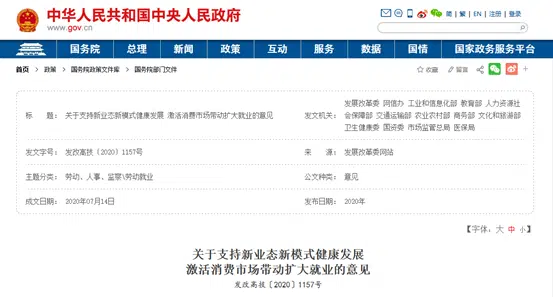 中华人民共和国中央人民政府
www.gov.cn
简 | 繁 | EN | 注册 | 登录
国务院 总理 新闻 政策 互动 服务 数据 国情 国家政务服务平台
首页 > 政策 > 国务院政策文件库 > 国务院部门文件
收藏 留言
标 题： 关于支持新业态新模式健康发展 激活消费市场带动扩大就业的意见
发文机关： 发展改革委 网信办 工业和信息化部 教育部 人力资源社
会保障部 交通运输部 农业农村部 商务部 文化和旅游部
卫生健康委 国资委 市场监管总局 医保局
发文字号： 发改高技〔2020〕1157号
来 源： 发展改革委网站
主题分类： 劳动、人事、监察\劳动就业
公文种类： 意见
成文日期： 2020年07月14日
发布日期： 2020年
【字体：大 中 小】
关于支持新业态新模式健康发展
激活消费市场带动扩大就业的意见
发改高技〔2020〕1157号